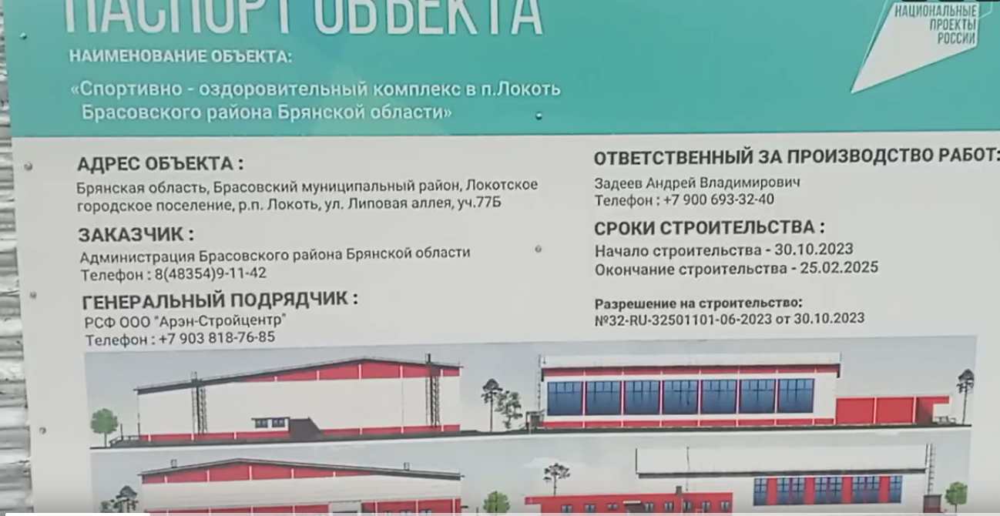 ПАСПОРТ ОБЪЕКТА
НАЦИОНАЛЬНЫЕ
ПРОЕКТЫ
РОССИИ
НАИМЕНОВАНИЕ ОБЪЕКТА:
«Спортивно - оздоровительный комплекс в п.Локоть
Брасовского района Брянской области»
АДРЕС ОБЪЕКТА :
Брянская область, Брасовский муниципальный район, Локотское
городское поселение, р.п. Локоть, ул. Липовая аллея, уч.77Б
ЗАКАЗЧИК :
Администрация Брасовского района Брянской области
Телефон : 8(48354)9-11-42
ГЕНЕРАЛЬНЫЙ ПОДРЯДЧИК :
РСФ ООО "Арэн-Стройцентр"
Телефон : +7 903 818-76-85
ОТВЕТСТВЕННЫЙ ЗА ПРОИЗВОДСТВО РАБОТ:
Задеев Андрей Владимирович
Телефон : +7 900 693-32-40
СРОКИ СТРОИТЕЛЬСТВА :
Начало строительства - 30.10.2023
Окончание строительства - 25.02.2025
Разрешение на строительство:
№32-RU-32501101-06-2023 от 30.10.2023